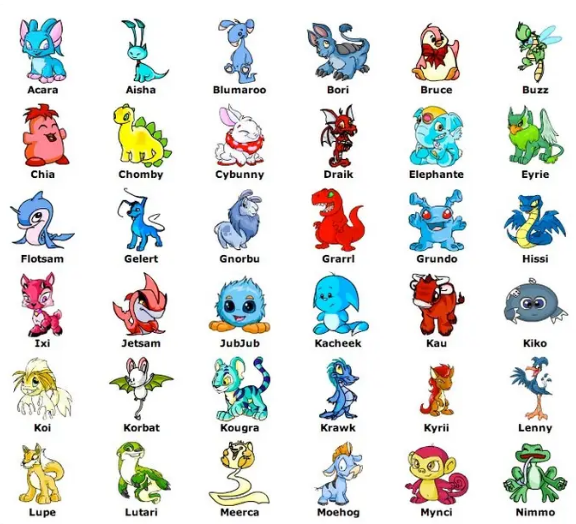 Acara Aisha Blumaroo Bori Bruce Buzz
Chia Chomby Cybunny Draik Elephante Eyrie
Flotsam Gelert Gnorbu Grarrl Grundo Hissi
Ixi Jetsam JubJub Kacheek Kau Kiko
Koi Korbat Kougra Krawk Kyrii Lenny
Lupe Lutari Meerca Moehog Mynci Nimmo